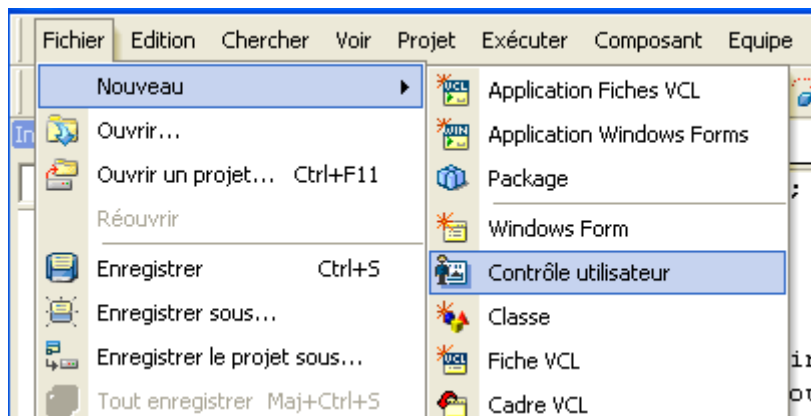 Fichier Edition Chercher Voir Projet Exécuter Composant Equipe
Nouveau
Ouvrir...
Ouvrir un projet... Ctrl+F11
Réouvrir
Enregistrer Ctrl+S
Enregistrer sous...
Enregistrer le projet sous...
Tout enregistrer Maj+Ctrl+S
Application Fiches VCL
Application Windows Forms
Package
Windows Form
Contrôle utilisateur
Classe
Fiche VCL
Cadre VCL